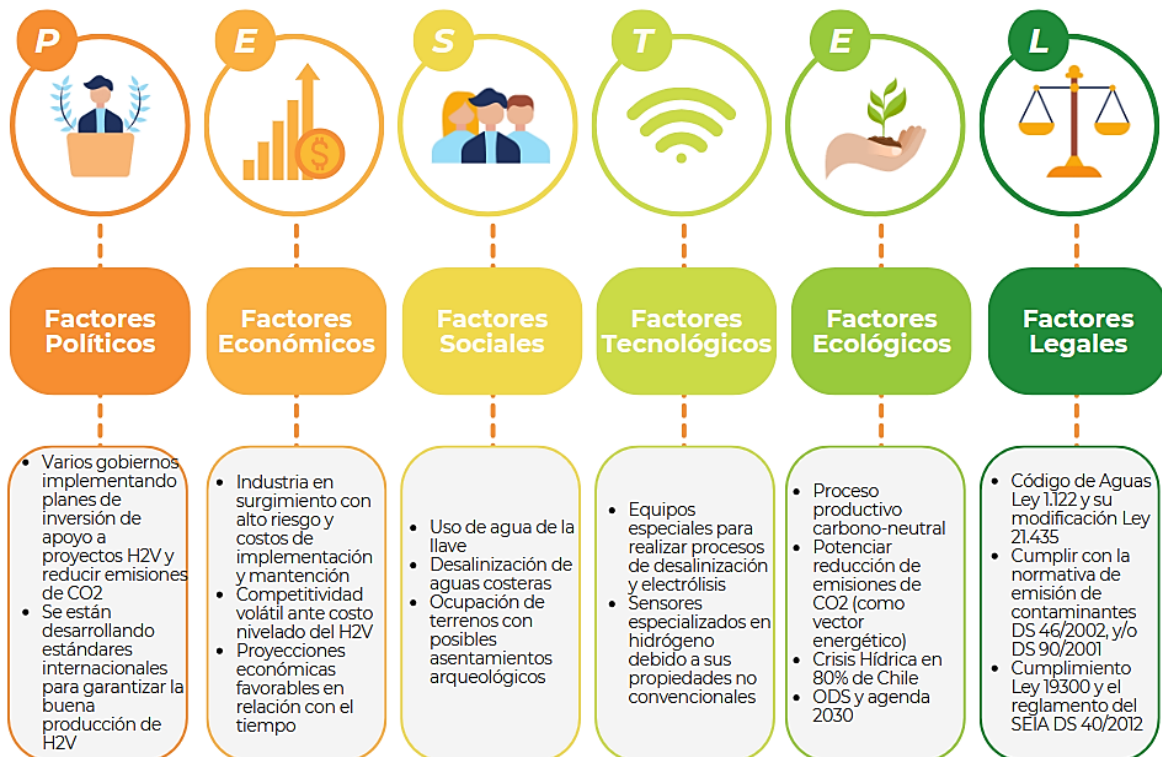 P
E
S
T
E
L
Factores
Políticos
Factores
Económicos
Factores
Sociales
Factores
Tecnológicos
Factores
Ecológicos
Factores
Legales
• Varios gobiernos
implementando
planes de
inversión de
apoyo a
proyectos H2V y
reducir emisiones
de CO2
• Se están
desarrollando
estándares
internacionales
para garantizar la
buena
producción de
H2V
• Industria en
surgimiento con
alto riesgo y
costos de
implementación
y mantención
• Competitividad
volátil ante costo
nivelado del H2V
• Proyecciones
económicas
favorables en
relación con el
tiempo
• Uso de agua de la
llave
• Desalinización de
aguas costeras
• Ocupación de
terrenos con
posibles
asentamientos
arqueológicos
• Equipos
especiales para
realizar procesos
de desalinización
y electrólisis
• Sensores
especializados en
hidrógeno
debido a sus
propiedades no
convencionales
• Proceso
productivo
carbono-neutral
• Potenciar
reducción de
emisiones de
CO2 (como
vector
energético)
• Crisis Hídrica en
80% de Chile
• ODS y agenda
2030
• Código de Aguas
Ley 1.122 y su
modificación Ley
21.435
• Cumplir con la
normativa de
emisión de
contaminantes
DS 46/2002, y/o
DS 90/2001
• Cumplimiento
Ley 19300 y el
reglamento del
SEIA DS 40/2012